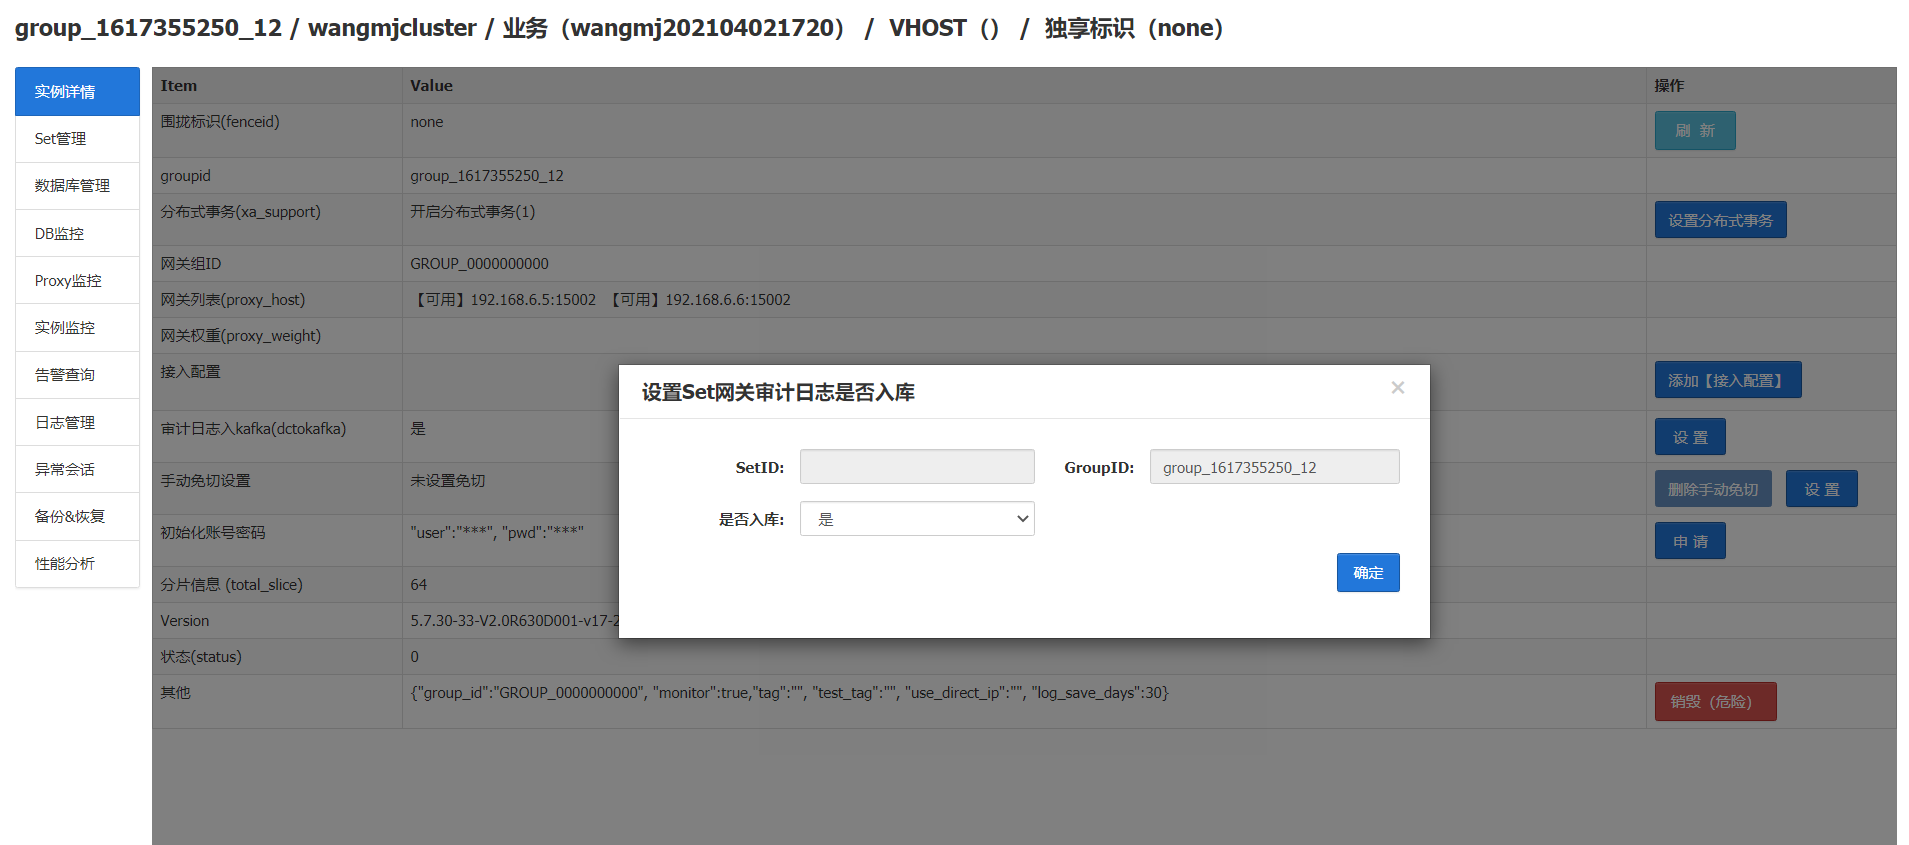 group_1617355250_12 / wangmjcluster / 业务（wangmj202104021720） / VHOST（） / 独享标识（none）
实例详情
Set管理
数据库管理
DB监控
Proxy监控
实例监控
告警查询
日志管理
异常会话
备份&恢复
性能分析
Item Value 操作
围拢标识(fenceid) none 刷 新
groupid group_1617355250_12
分布式事务(xa_support) 开启分布式事务(1) 设置分布式事务
网关组ID GROUP_0000000000
网关列表(proxy_host) 【可用】192.168.6.5:15002 【可用】192.168.6.6:15002
网关权重(proxy_weight)
接入配置 添加【接入配置】
审计日志入kafka(dctokafka) 是 设 置
手动免切设置 未设置免切 删除手动免切 设 置
初始化账号密码 "user":"***", "pwd":"***" 申 请
分片信息 (total_slice) 64
Version 5.7.30-33-V2.0R630D001-v17-2
状态(status) 0
其他 {"group_id":"GROUP_0000000000", "monitor":true,"tag":"", "test_tag":"", "use_direct_ip":"", "log_save_days":30} 销毁（危险）
设置Set网关审计日志是否入库 ×
SetID: GroupID: group_1617355250_12
是否入库: 是
确定